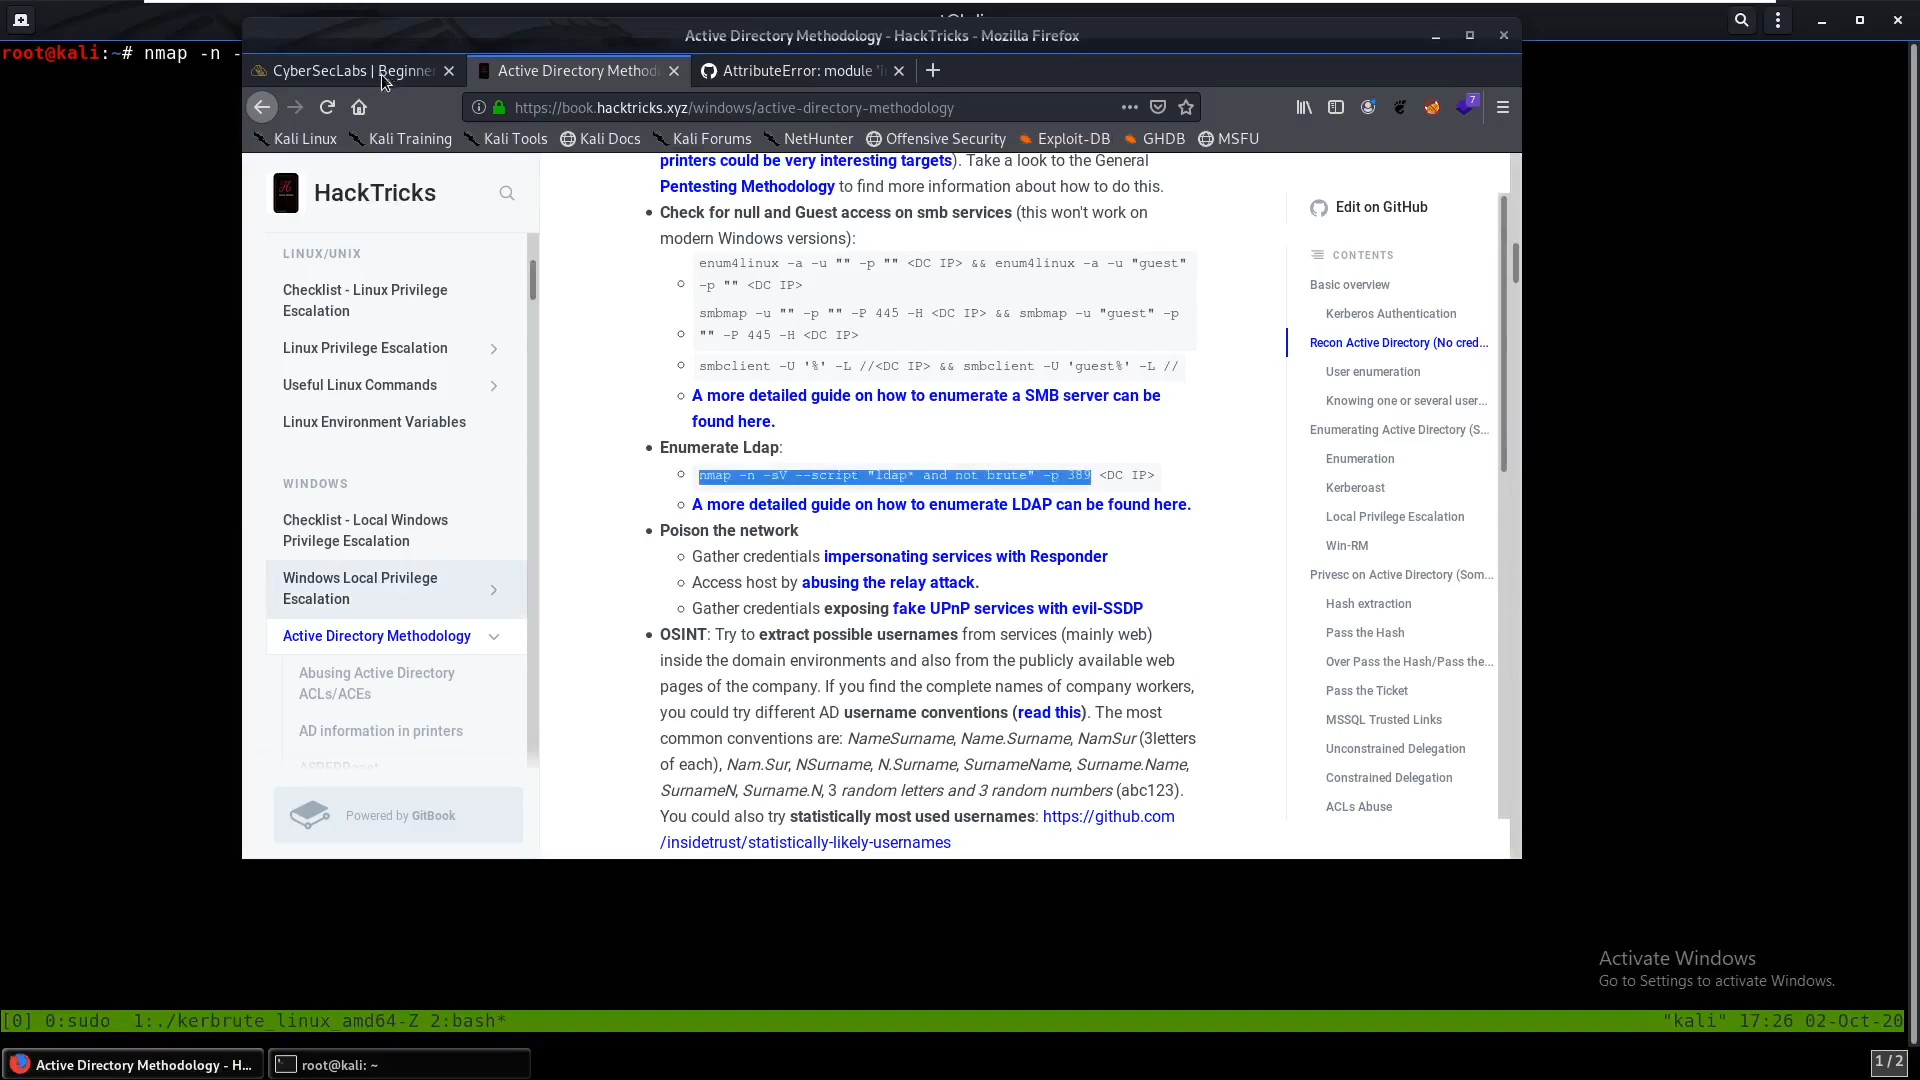 root@kali:~# nmap -n -
Active Directory Methodology - HackTricks - Mozilla Firefox
CyberSecLabs | Beginner
Active Directory Method
AttributeError: module 'i
https://book.hacktricks.xyz/windows/active-directory-methodology
7
Kali Linux
Kali Training
Kali Tools
Kali Docs
Kali Forums
NetHunter
Offensive Security
Exploit-DB
GHDB
MSFU
HackTricks
LINUX/UNIX
Checklist - Linux Privilege
Escalation
Linux Privilege Escalation
Useful Linux Commands
Linux Environment Variables
WINDOWS
Checklist - Local Windows
Privilege Escalation
Windows Local Privilege
Escalation
Active Directory Methodology
Abusing Active Directory
ACLs/ACEs
AD information in printers
ASREPRoast
Powered by GitBook
printers could be very interesting targets). Take a look to the General
Pentesting Methodology to find more information about how to do this.
Check for null and Guest access on smb services (this won't work on
modern Windows versions):
enum4linux -a -u "" -p "" <DC IP> && enum4linux -a -u "guest"
-p "" <DC IP>
smbmap -u "" -p "" -P 445 -H <DC IP> && smbmap -u "guest" -p
"" -P 445 -H <DC IP>
smbclient -U '%' -L //<DC IP> && smbclient -U 'guest%' -L //
A more detailed guide on how to enumerate a SMB server can be
found here.
Enumerate Ldap:
nmap -n -sV --script "ldap* and not brute" -p 389 <DC IP>
A more detailed guide on how to enumerate LDAP can be found here.
Poison the network
Gather credentials impersonating services with Responder
Access host by abusing the relay attack.
Gather credentials exposing fake UPnP services with evil-SSDP
OSINT: Try to extract possible usernames from services (mainly web)
inside the domain environments and also from the publicly available web
pages of the company. If you find the complete names of company workers,
you could try different AD username conventions (read this). The most
common conventions are: NameSurname, Name.Surname, NamSur (3letters
of each), Nam.Sur, NSurname, N.Surname, SurnameName, Surname.Name,
SurnameN, Surname.N, 3 random letters and 3 random numbers (abc123).
You could also try statistically most used usernames: https://github.com
/insidetrust/statistically-likely-usernames
Edit on GitHub
CONTENTS
Basic overview
Kerberos Authentication
Recon Active Directory (No cred...
User enumeration
Knowing one or several user...
Enumerating Active Directory (S...
Enumeration
Kerberoast
Local Privilege Escalation
Win-RM
Privesc on Active Directory (Som...
Hash extraction
Pass the Hash
Over Pass the Hash/Pass the...
Pass the Ticket
MSSQL Trusted Links
Unconstrained Delegation
Constrained Delegation
ACLs Abuse
Activate Windows
Go to Settings to activate Windows.
[0] 0:sudo  1:./kerbrute_linux_amd64-Z 2:bash*
"kali" 17:26 02-Oct-20
Active Directory Methodology - H...
root@kali: ~
1/2